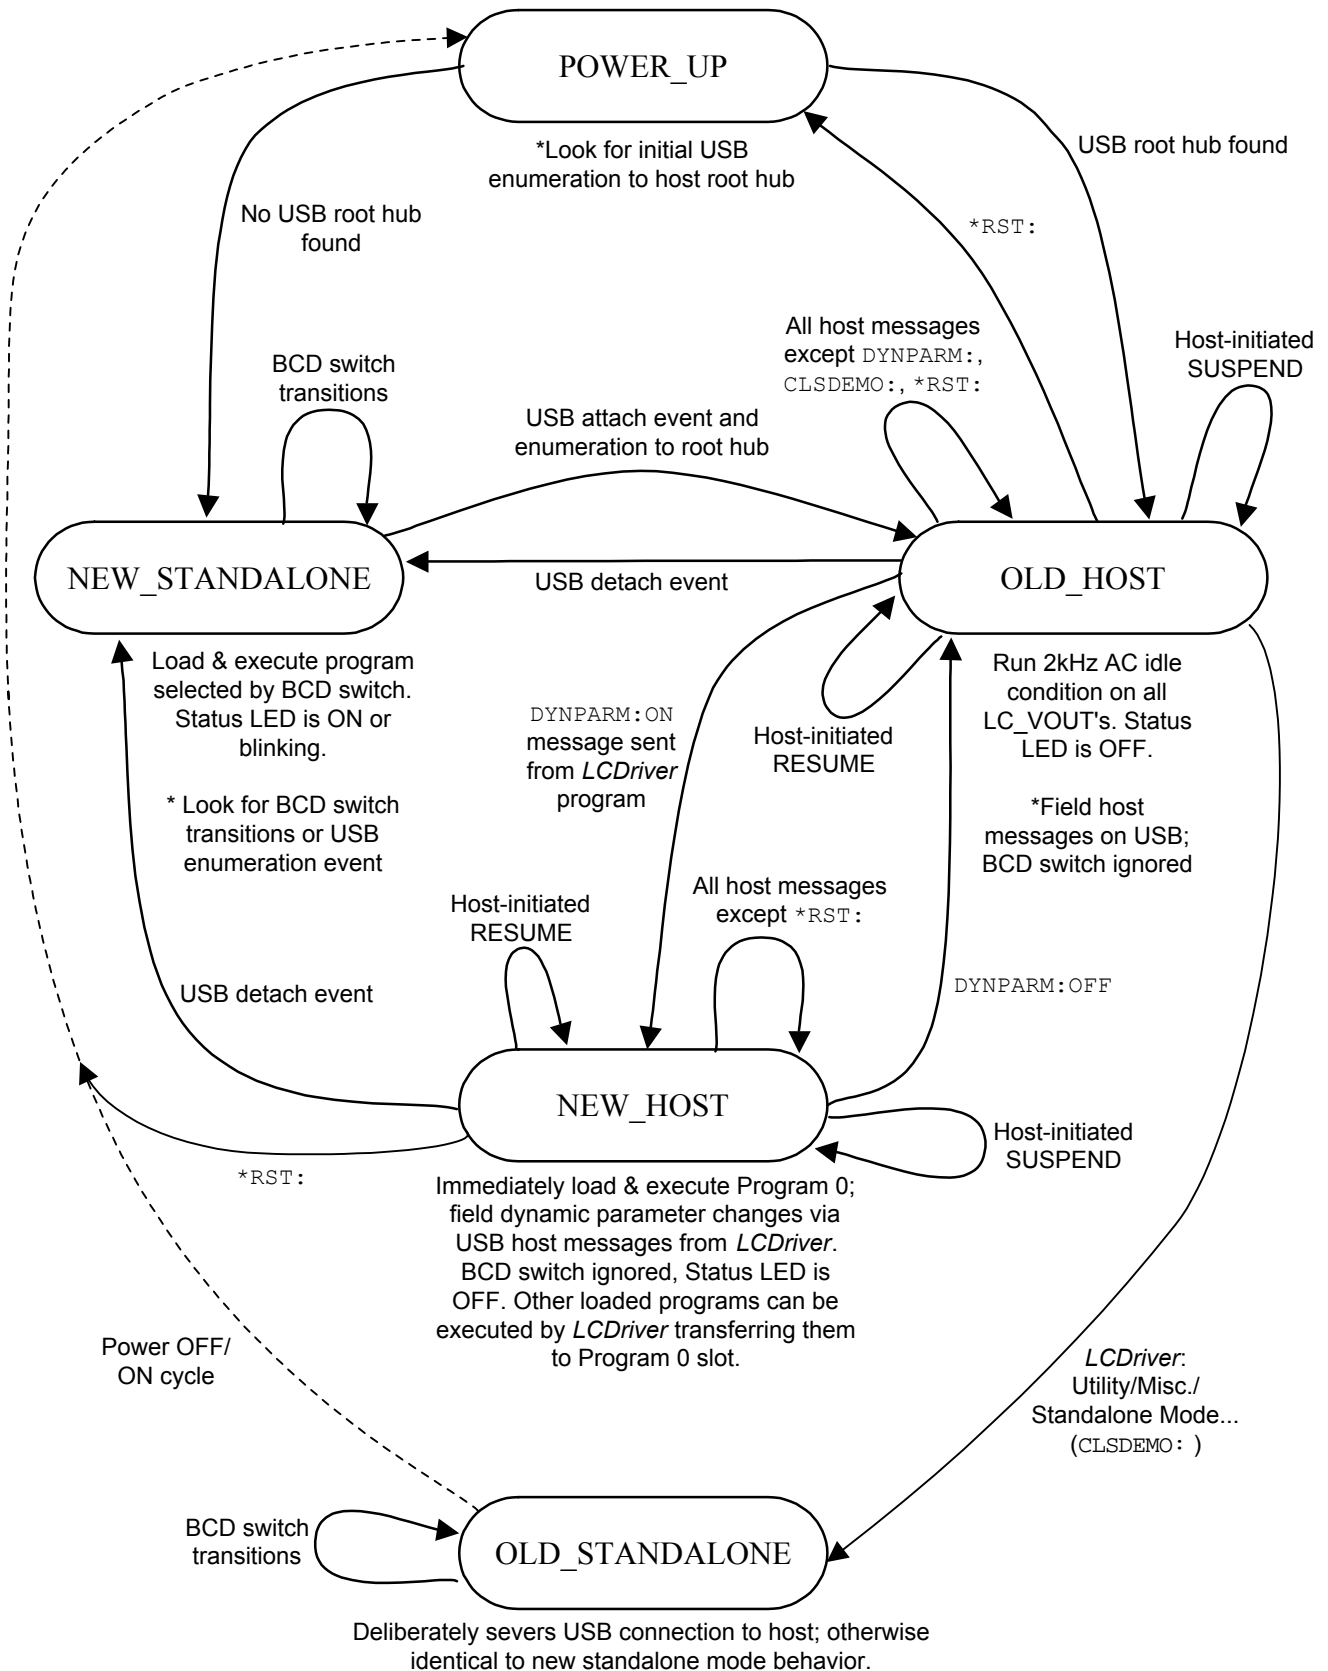 POWER_UP
*Look for initial USB
enumeration to host root hub
USB root hub found
No USB root hub
found
*RST:
All host messages
except DYNPARM:,
CLSDEMO:, *RST:
Host-initiated
SUSPEND
BCD switch
transitions
USB attach event and
enumeration to root hub
NEW_STANDALONE
USB detach event
OLD_HOST
Load & execute program
selected by BCD switch.
Status LED is ON or
blinking.
* Look for BCD switch
transitions or USB
enumeration event
DYNPARM:ON
message sent
from LCDriver
program
Host-initiated
RESUME
Run 2kHz AC idle
condition on all
LC_VOUT's. Status
LED is OFF.
*Field host
messages on USB;
BCD switch ignored
Host-initiated
RESUME
All host messages
except *RST:
USB detach event
DYNPARM:OFF
NEW_HOST
Host-initiated
SUSPEND
*RST:
Immediately load & execute Program 0;
field dynamic parameter changes via
USB host messages from LCDriver.
BCD switch ignored, Status LED is
OFF. Other loaded programs can be
executed by LCDriver transferring them
to Program 0 slot.
Power OFF/
ON cycle
LCDriver:
Utility/Misc./
Standalone Mode...
(CLSDEMO: )
BCD switch
transitions
OLD_STANDALONE
Deliberately severs USB connection to host; otherwise
identical to new standalone mode behavior.